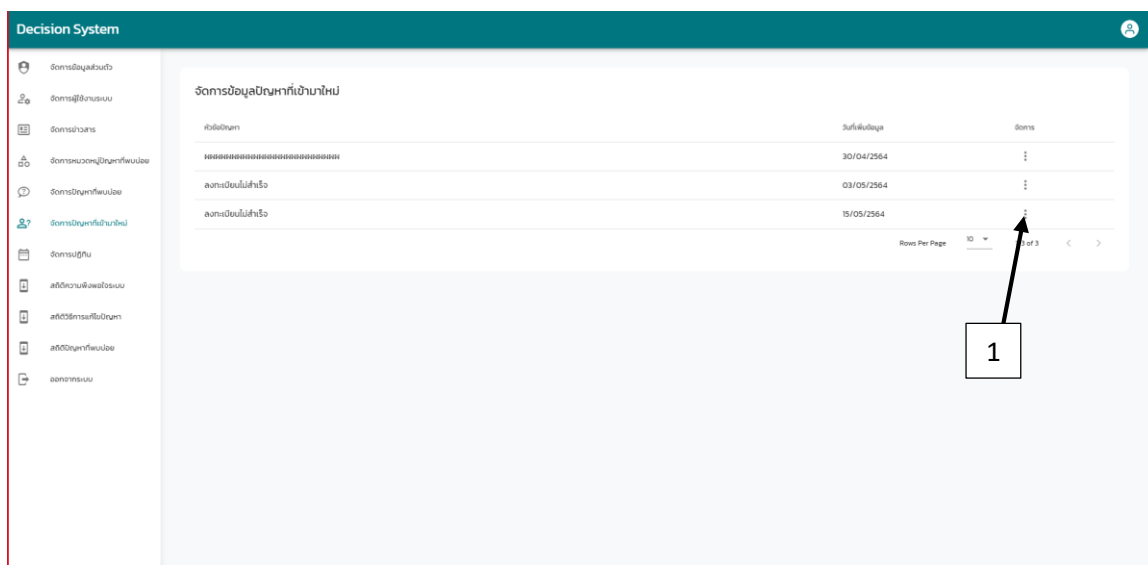 Decision System
จัดการข้อมูลส่วนตัว
จัดการผู้ใช้งานระบบ
จัดการข่าวสาร
จัดการหมวดหมู่ปัญหาที่พบบ่อย
จัดการปัญหาที่พบบ่อย
จัดการปัญหาที่เข้ามาใหม่
จัดการปฏิทิน
สถิติความพึงพอใจระบบ
สถิติวิธีการแก้ไขปัญหา
สถิติปัญหาที่พบบ่อย
ออกจากระบบ
จัดการข้อมูลปัญหาที่เข้ามาใหม่
หัวข้อปัญหา วันที่เพิ่มข้อมูล จัดการ
30/04/2564
ลงทะเบียนไม่สำเร็จ 03/05/2564
ลงทะเบียนไม่สำเร็จ 15/05/2564
Rows Per Page 10 3 of 3
1